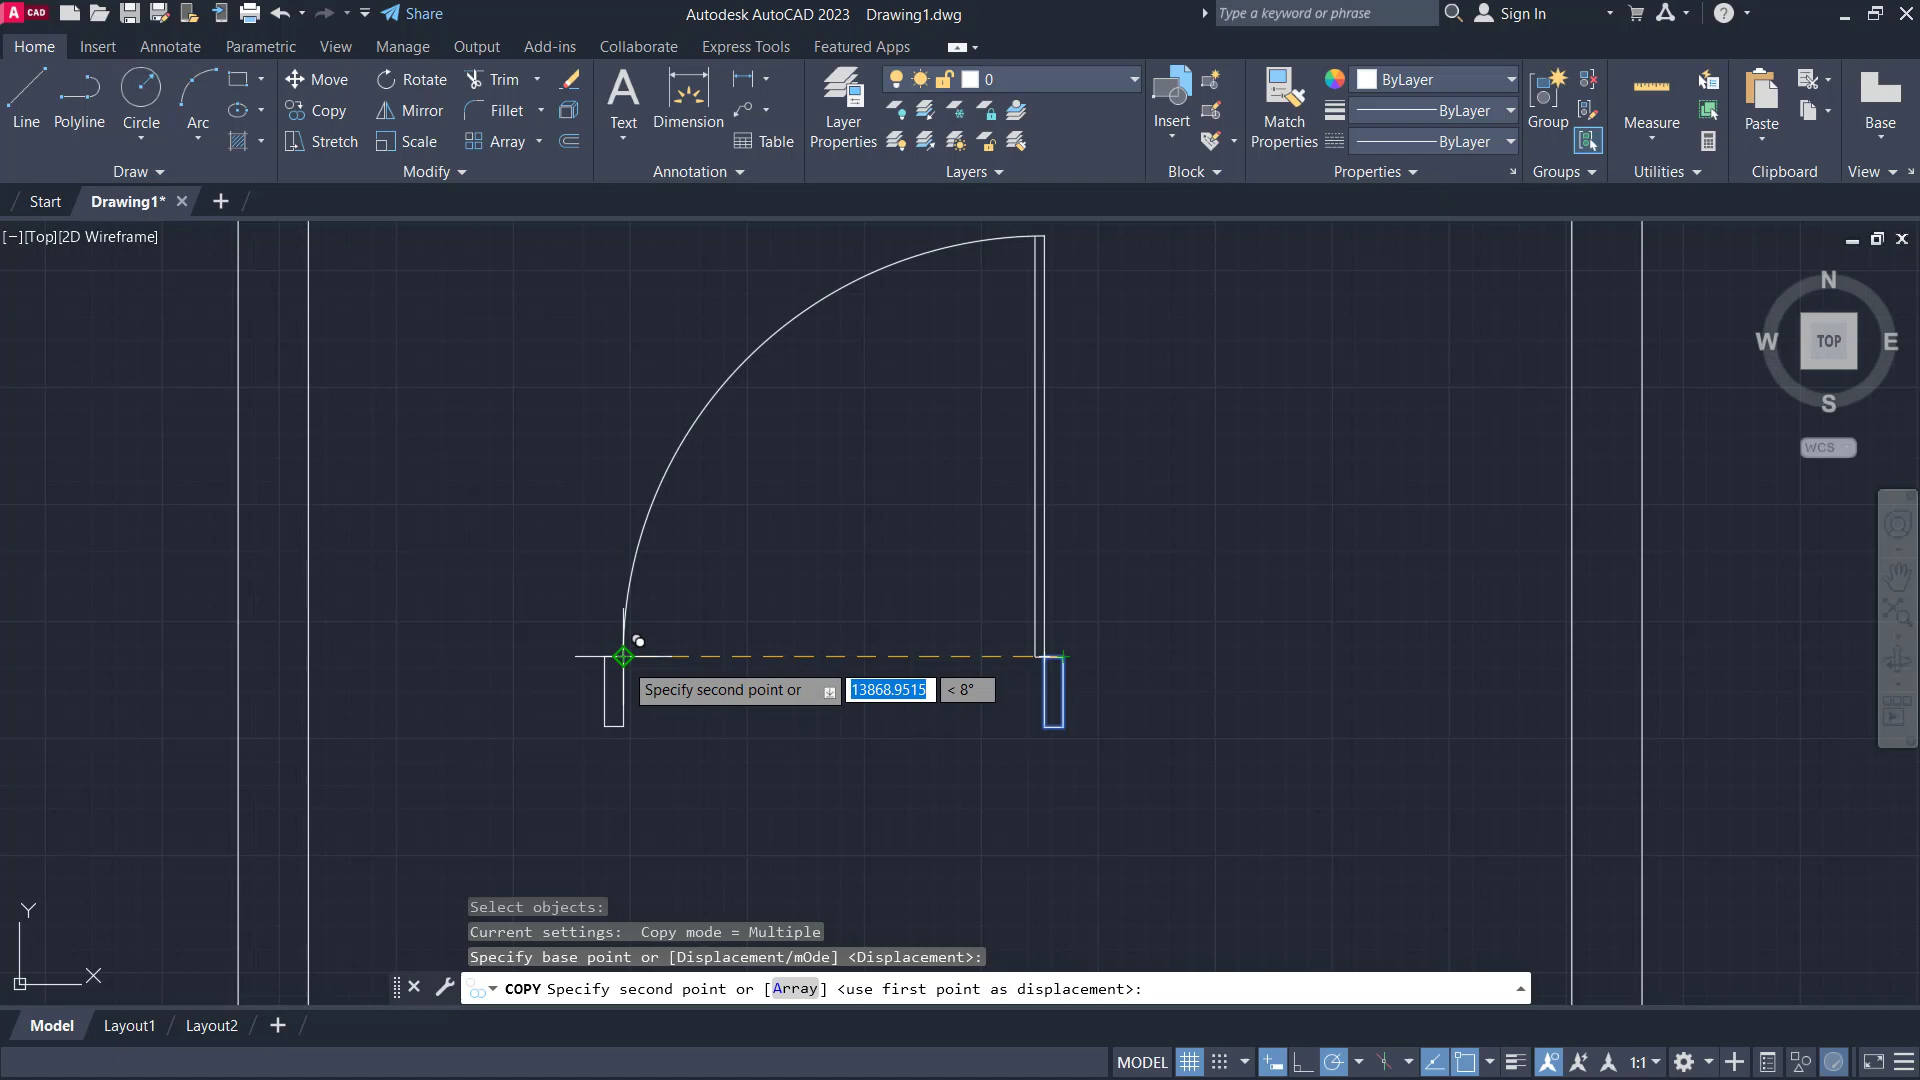 A CAD
Share
Autodesk AutoCAD 2023 Drawing1.dwg
Type a keyword or phrase
Sign In
?
Home Insert Annotate Parametric View Manage Output Add-ins Collaborate Express Tools Featured Apps
Line
Polyline
Circle
Arc
Draw
Move
Copy
Stretch
Rotate
Mirror
Scale
Trim
Fillet
Array
Modify
A
Text
Dimension
Table
Annotation
Layer
Properties
0
Layers
Insert
Block
Match
Properties
ByLayer
ByLayer
ByLayer
Properties
Group
Groups
Measure
Utilities
Paste
Clipboard
Base
View
Start
Drawing1*
[−][Top][2D Wireframe]
N
W
TOP
E
S
WCS
Specify second point or
13868.9515
< 8°
Select objects:
Current settings:  Copy mode = Multiple
Specify base point or [Displacement/mOde] <Displacement>:
COPY Specify second point or [Array] <use first point as displacement>:
Y
X
Model Layout1 Layout2
MODEL
1:1